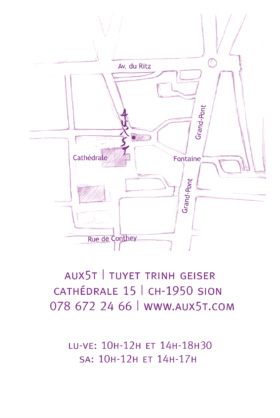 Av. du Ritz
AUX5T
Grand-Pont
Cathédrale
Fontaine
Grand-Pont
Rue de Conthey
AUX5T | TUYET TRINH GEISER
CATHÉDRALE 15 | CH-1950 SION
078 672 24 66 | WWW.AUX5T.COM
LU-VE: 10H-12H ET 14H-18H30
SA: 10H-12H ET 14H-17H